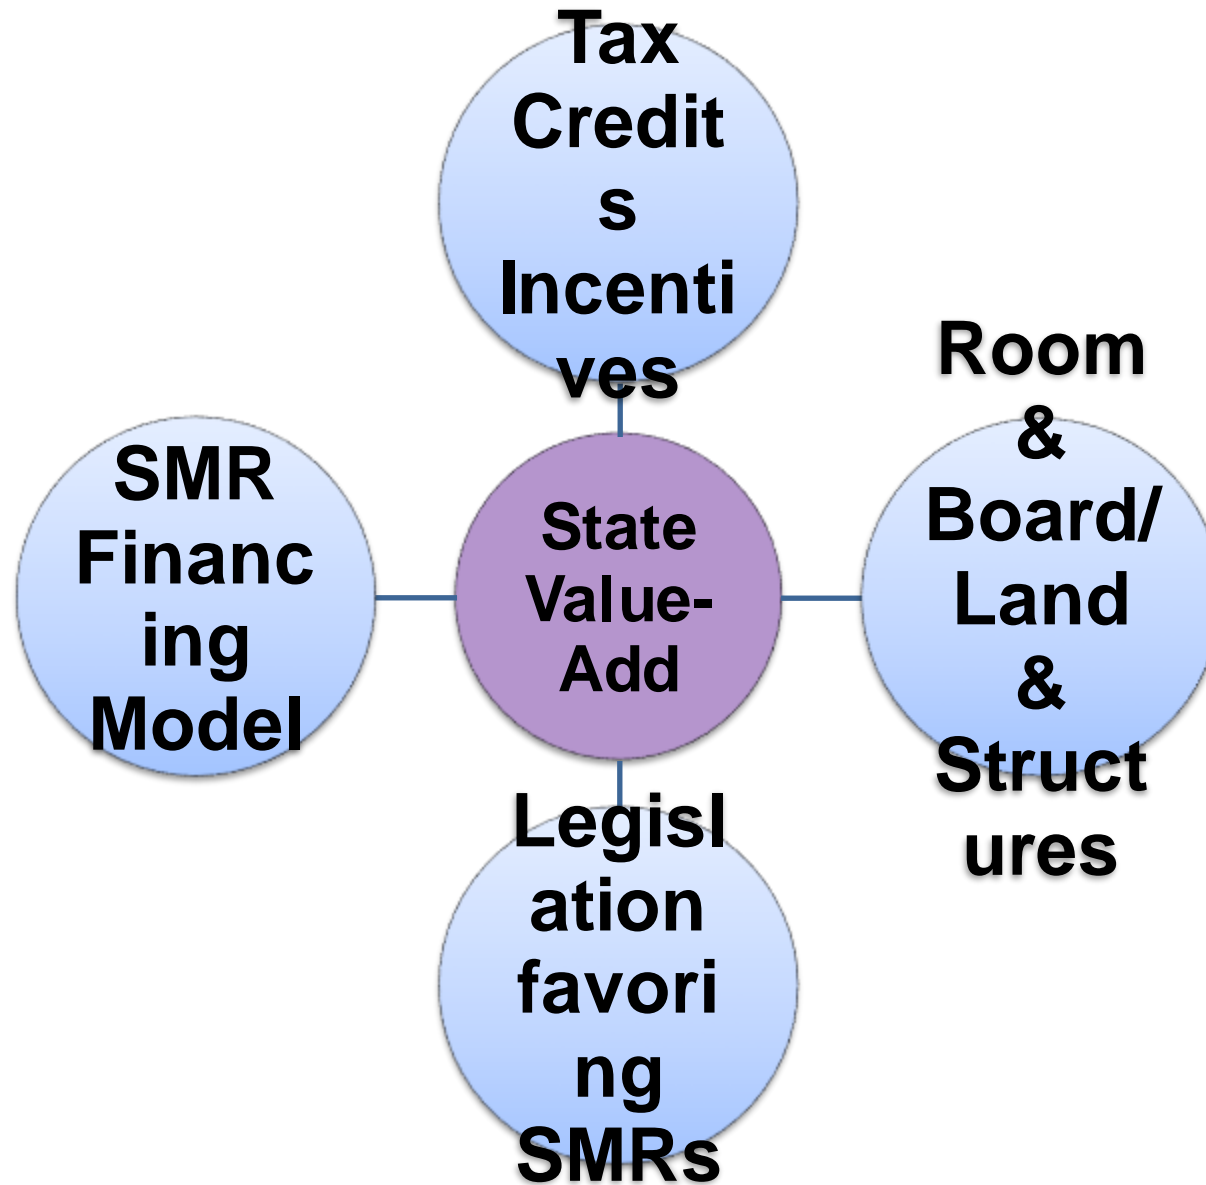 Tax
Credit
s
Incenti
ves
SMR
Financ
ing
Model
State
Value-
Add
Room
&
Board/
Land
&
Struct
ures
Legisl
ation
favori
ng
SMRs